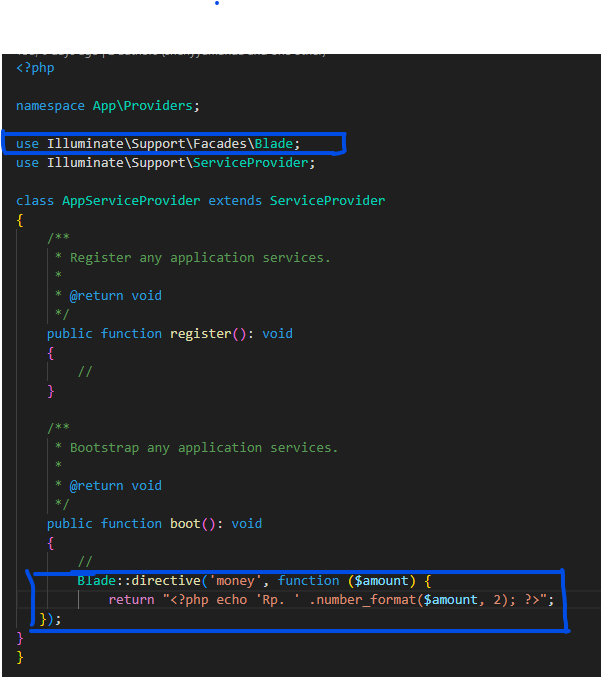 <?php
namespace App\Providers;
use Illuminate\Support\Facades\Blade;
use Illuminate\Support\ServiceProvider;
class AppServiceProvider extends ServiceProvider
{
/**
* Register any application services.
*
* @return void
*/
public function register(): void
{
//
}
/**
* Bootstrap any application services.
*
* @return void
*/
public function boot(): void
{
//
Blade::directive('money', function ($amount) {
return "<?php echo 'Rp. ' .number_format($amount, 2); ?>";
});
}
}